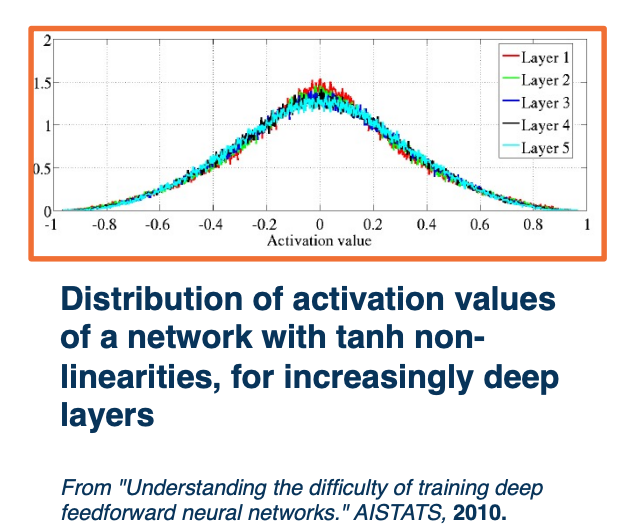 2
1.5
1
0.5
0
-1 -0.8 -0.6 -0.4 -0.2 0 0.2 0.4 0.6 0.8 1
Activation value
Layer 1
Layer 2
Layer 3
Layer 4
Layer 5
Distribution of activation values
of a network with tanh non-
linearities, for increasingly deep
layers
From "Understanding the difficulty of training deep
feedforward neural networks." AISTATS, 2010.